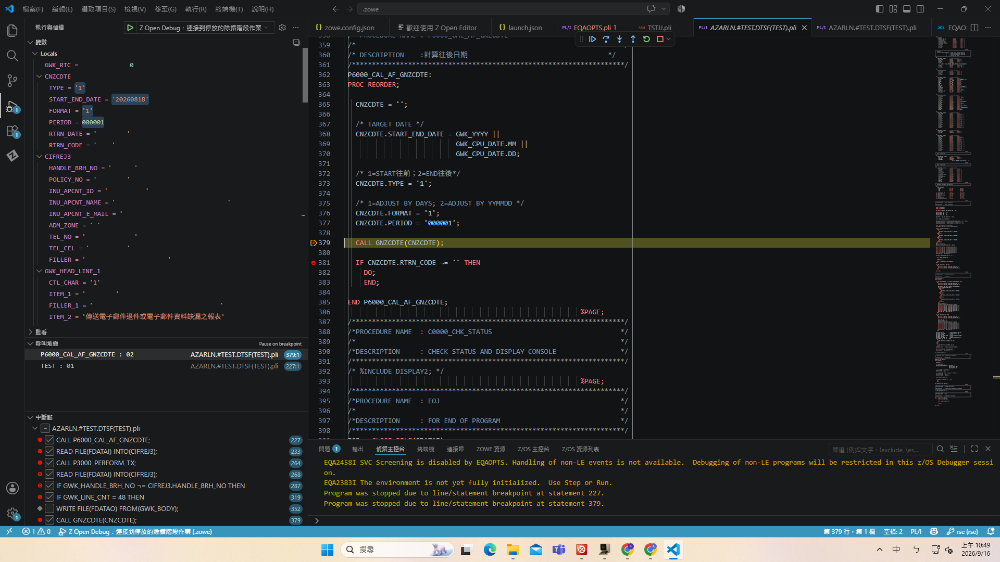 檔案(F) 編輯(E) 選取項目(S) 檢視(V) 移至(G) 執行(R) 終端機(T) 說明(H)
.zowe
執行與偵錯
Z Open Debug：連接到停放的除錯階段作業
zowe.config.json
歡迎使用 Z Open Editor
launch.json
PL/I EQAOPTS.pli 1
ASM TSTJJ.pli
PL/I AZARLN.#TEST.DTSF(TEST).pli
PL/I AZARLN.#TEST.DTSF(TEST).pli
JCL EQAO
變數
Locals
GWK_RTC = 0
CNZCDTE
TYPE = '1'
START_END_DATE = '20260818'
FORMAT = '1'
PERIOD = 000001
RTRN_DATE = '        '
RTRN_CODE = '    '
CIFREJ3
HANDLE_BRH_NO = '      '
POLICY_NO = '        '
INU_APCNT_ID = '          '
INU_APCNT_NAME = '                            '
INU_APCNT_E_MAIL = '
…
ADM_ZONE = ' '
TEL_NO = '            '
TEL_CEL = '          '
FILLER = '                     '
GWK_HEAD_LINE_1
CTL_CHAR = '1'
ITEM_1 = '        '
FILLER_1 = '                                '
ITEM_2 = '傳送電子郵件退件或電子郵件資料缺漏之報表'
監看
呼叫堆疊
Pause on breakpoint
P6000_CAL_AF_GNZCDTE : 02 AZARLN.#TEST.DTSF(TEST).pli 379:1
TEST : 01 AZARLN.#TEST.DTSF(TEST).pli 227:1
中斷點
AZARLN.#TEST.DTSF(TEST).pli
CALL P6000_CAL_AF_GNZCDTE; 227
READ FILE(FDATAI) INTO(CIFREJ3); 233
CALL P3000_PERFORM_TX; 264
READ FILE(FDATAI) INTO(CIFREJ3); 268
IF GWK_HANDLE_BRH_NO ¬= CIFREJ3.HANDLE_BRH_NO THEN 287
IF GWK_LINE_CNT = 48 THEN 319
WRITE FILE(FDATAO) FROM(GWK_BODY); 352
CALL GNZCDTE(CNZCDTE); 379
359 /* */
360 /* DESCRIPTION    :計算往後日期 */
361 /********************************************************************/
362 P6000_CAL_AF_GNZCDTE:
363 PROC REORDER;
364
365 CNZCDTE = '';
366
367 /* TARGET DATE */
368 CNZCDTE.START_END_DATE = GWK_YYYY ||
369 GWK_CPU_DATE.MM ||
370 GWK_CPU_DATE.DD;
371
372 /* 1=START往前；2=END往後*/
373 CNZCDTE.TYPE = '1';
374
375 /* 1=ADJUST BY DAYS; 2=ADJUST BY YYMMDD */
376 CNZCDTE.FORMAT = '1';
377 CNZCDTE.PERIOD = '000001';
378
379 CALL GNZCDTE(CNZCDTE);
380
381 IF CNZCDTE.RTRN_CODE ¬= '' THEN
382 DO;
383 END;
384
385 END P6000_CAL_AF_GNZCDTE;
386 %PAGE;
387 /********************************************************************/
388 /*PROCEDURE NAME  : C0000_CHK_STATUS */
389 /* */
390 /*DESCRIPTION     : CHECK STATUS AND DISPLAY CONSOLE */
391 /********************************************************************/
392 /* %INCLUDE DISPLAY2; */
393 %PAGE;
394 /********************************************************************/
395 /*PROCEDURE NAME  : EOJ */
396 /* */
397 /*DESCRIPTION     : FOR END OF PROGRAM */
398 /********************************************************************/
問題 1 輸出 偵錯主控台 終端機 連接埠 ZOWE 資源 Z/OS 主控台 Z/OS 資源列表
篩選 (例如文字、!exclude, \es...
EQA2458I SVC Screening is disabled by EQAOPTS. Handling of non-LE events is not available.  Debugging of non-LE programs will be restricted in this z/OS Debugger sessi
on.
EQA2383I The environment is not yet fully initialized.  Use Step or Run.
Program was stopped due to line/statement breakpoint at statement 227.
Program was stopped due to line/statement breakpoint at statement 379.
1 0 Z Open Debug：連接到停放的除錯階段作業 (.zowe)
第 379 行，第 1 欄 空格: 2 PL/I rse (rse)
搜尋
中 ㄅ
上午 10:49
2026/9/16